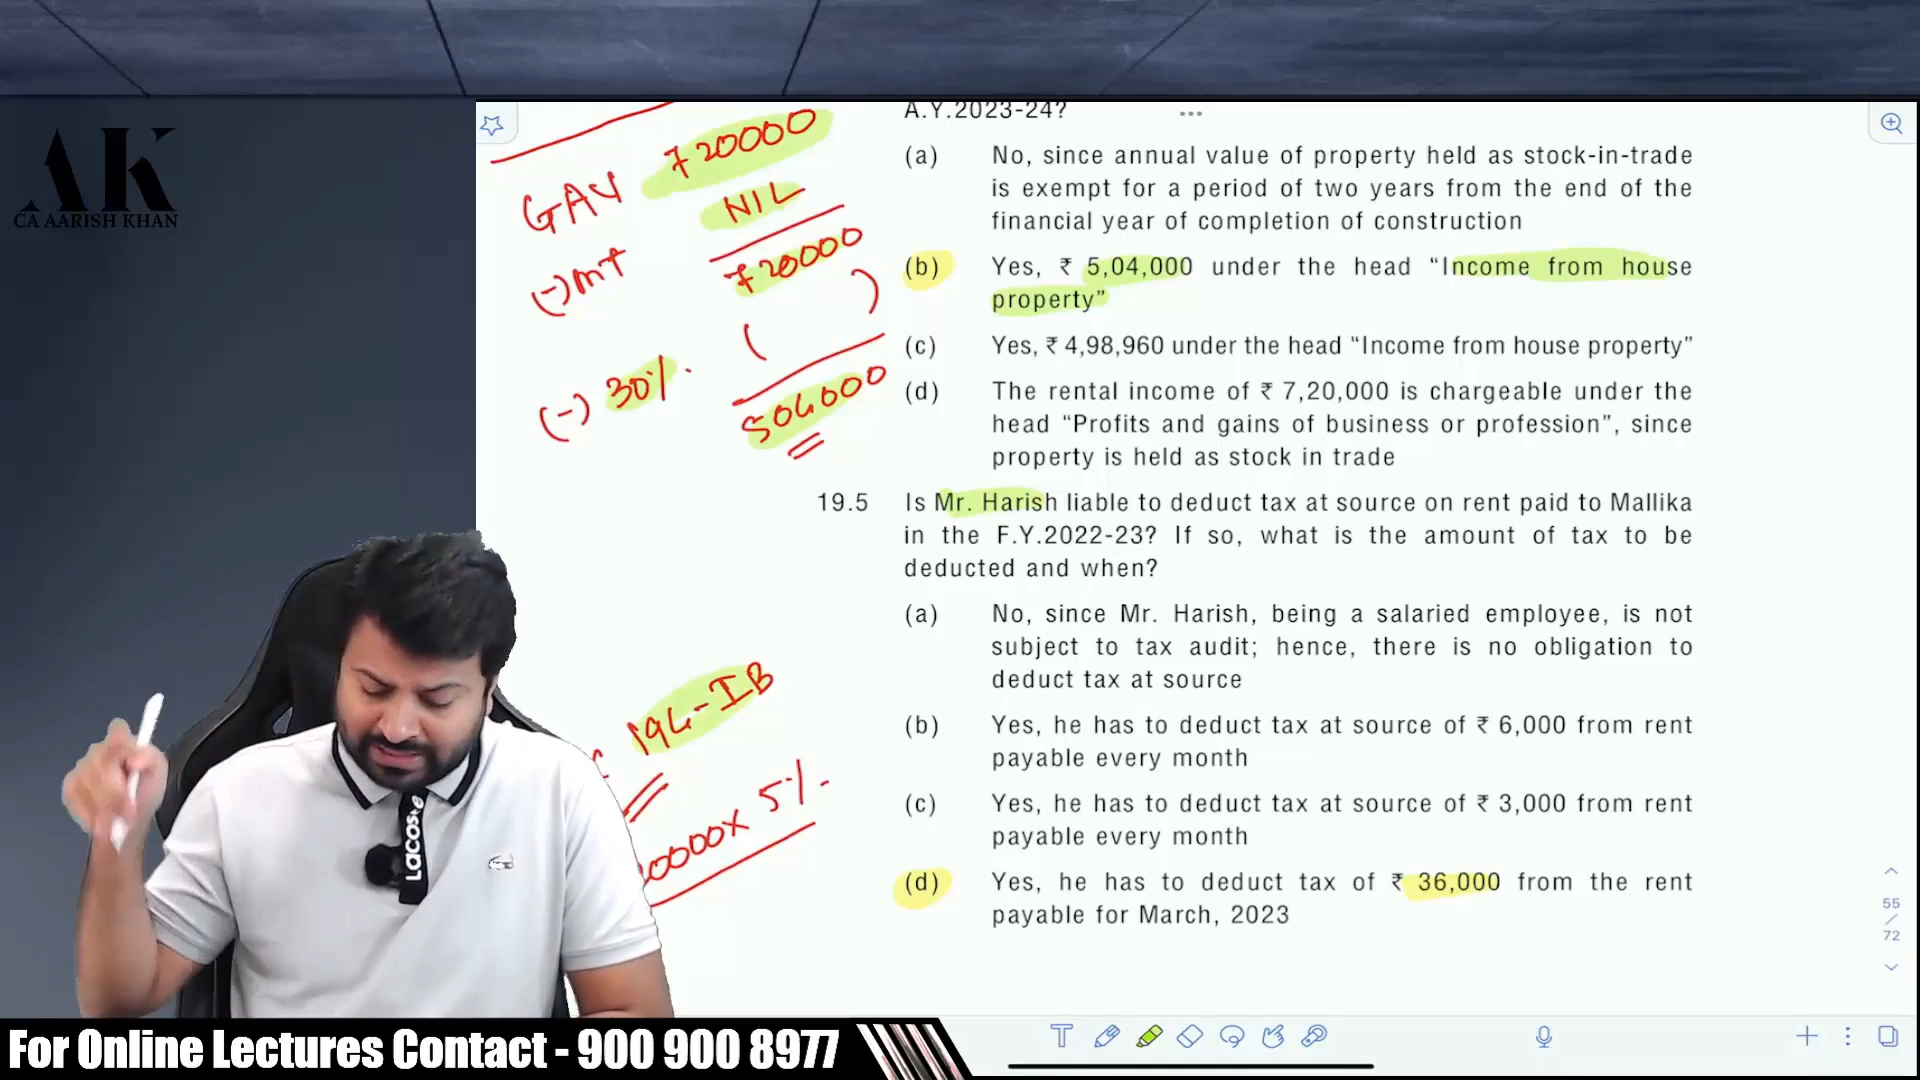 AK
CA AARISH KHAN
GAV 720000
(-) MT NIL
720000
(-) 30%. ( )
504000
A.Y.2023-24?
(a) No, since annual value of property held as stock-in-trade
is exempt for a period of two years from the end of the
financial year of completion of construction
(b) Yes, ₹ 5,04,000 under the head “Income from house
property”
(c) Yes, ₹ 4,98,960 under the head “Income from house property”
(d) The rental income of ₹ 7,20,000 is chargeable under the
head “Profits and gains of business or profession”, since
property is held as stock in trade
19.5 Is Mr. Harish liable to deduct tax at source on rent paid to Mallika
in the F.Y.2022-23? If so, what is the amount of tax to be
deducted and when?
(a) No, since Mr. Harish, being a salaried employee, is not
subject to tax audit; hence, there is no obligation to
deduct tax at source
(b) Yes, he has to deduct tax at source of ₹ 6,000 from rent
payable every month
(c) Yes, he has to deduct tax at source of ₹ 3,000 from rent
payable every month
(d) Yes, he has to deduct tax of ₹ 36,000 from the rent
payable for March, 2023
194-IB
0000x 5%.
55
/
72
Lacoste
For Online Lectures Contact - 900 900 8977